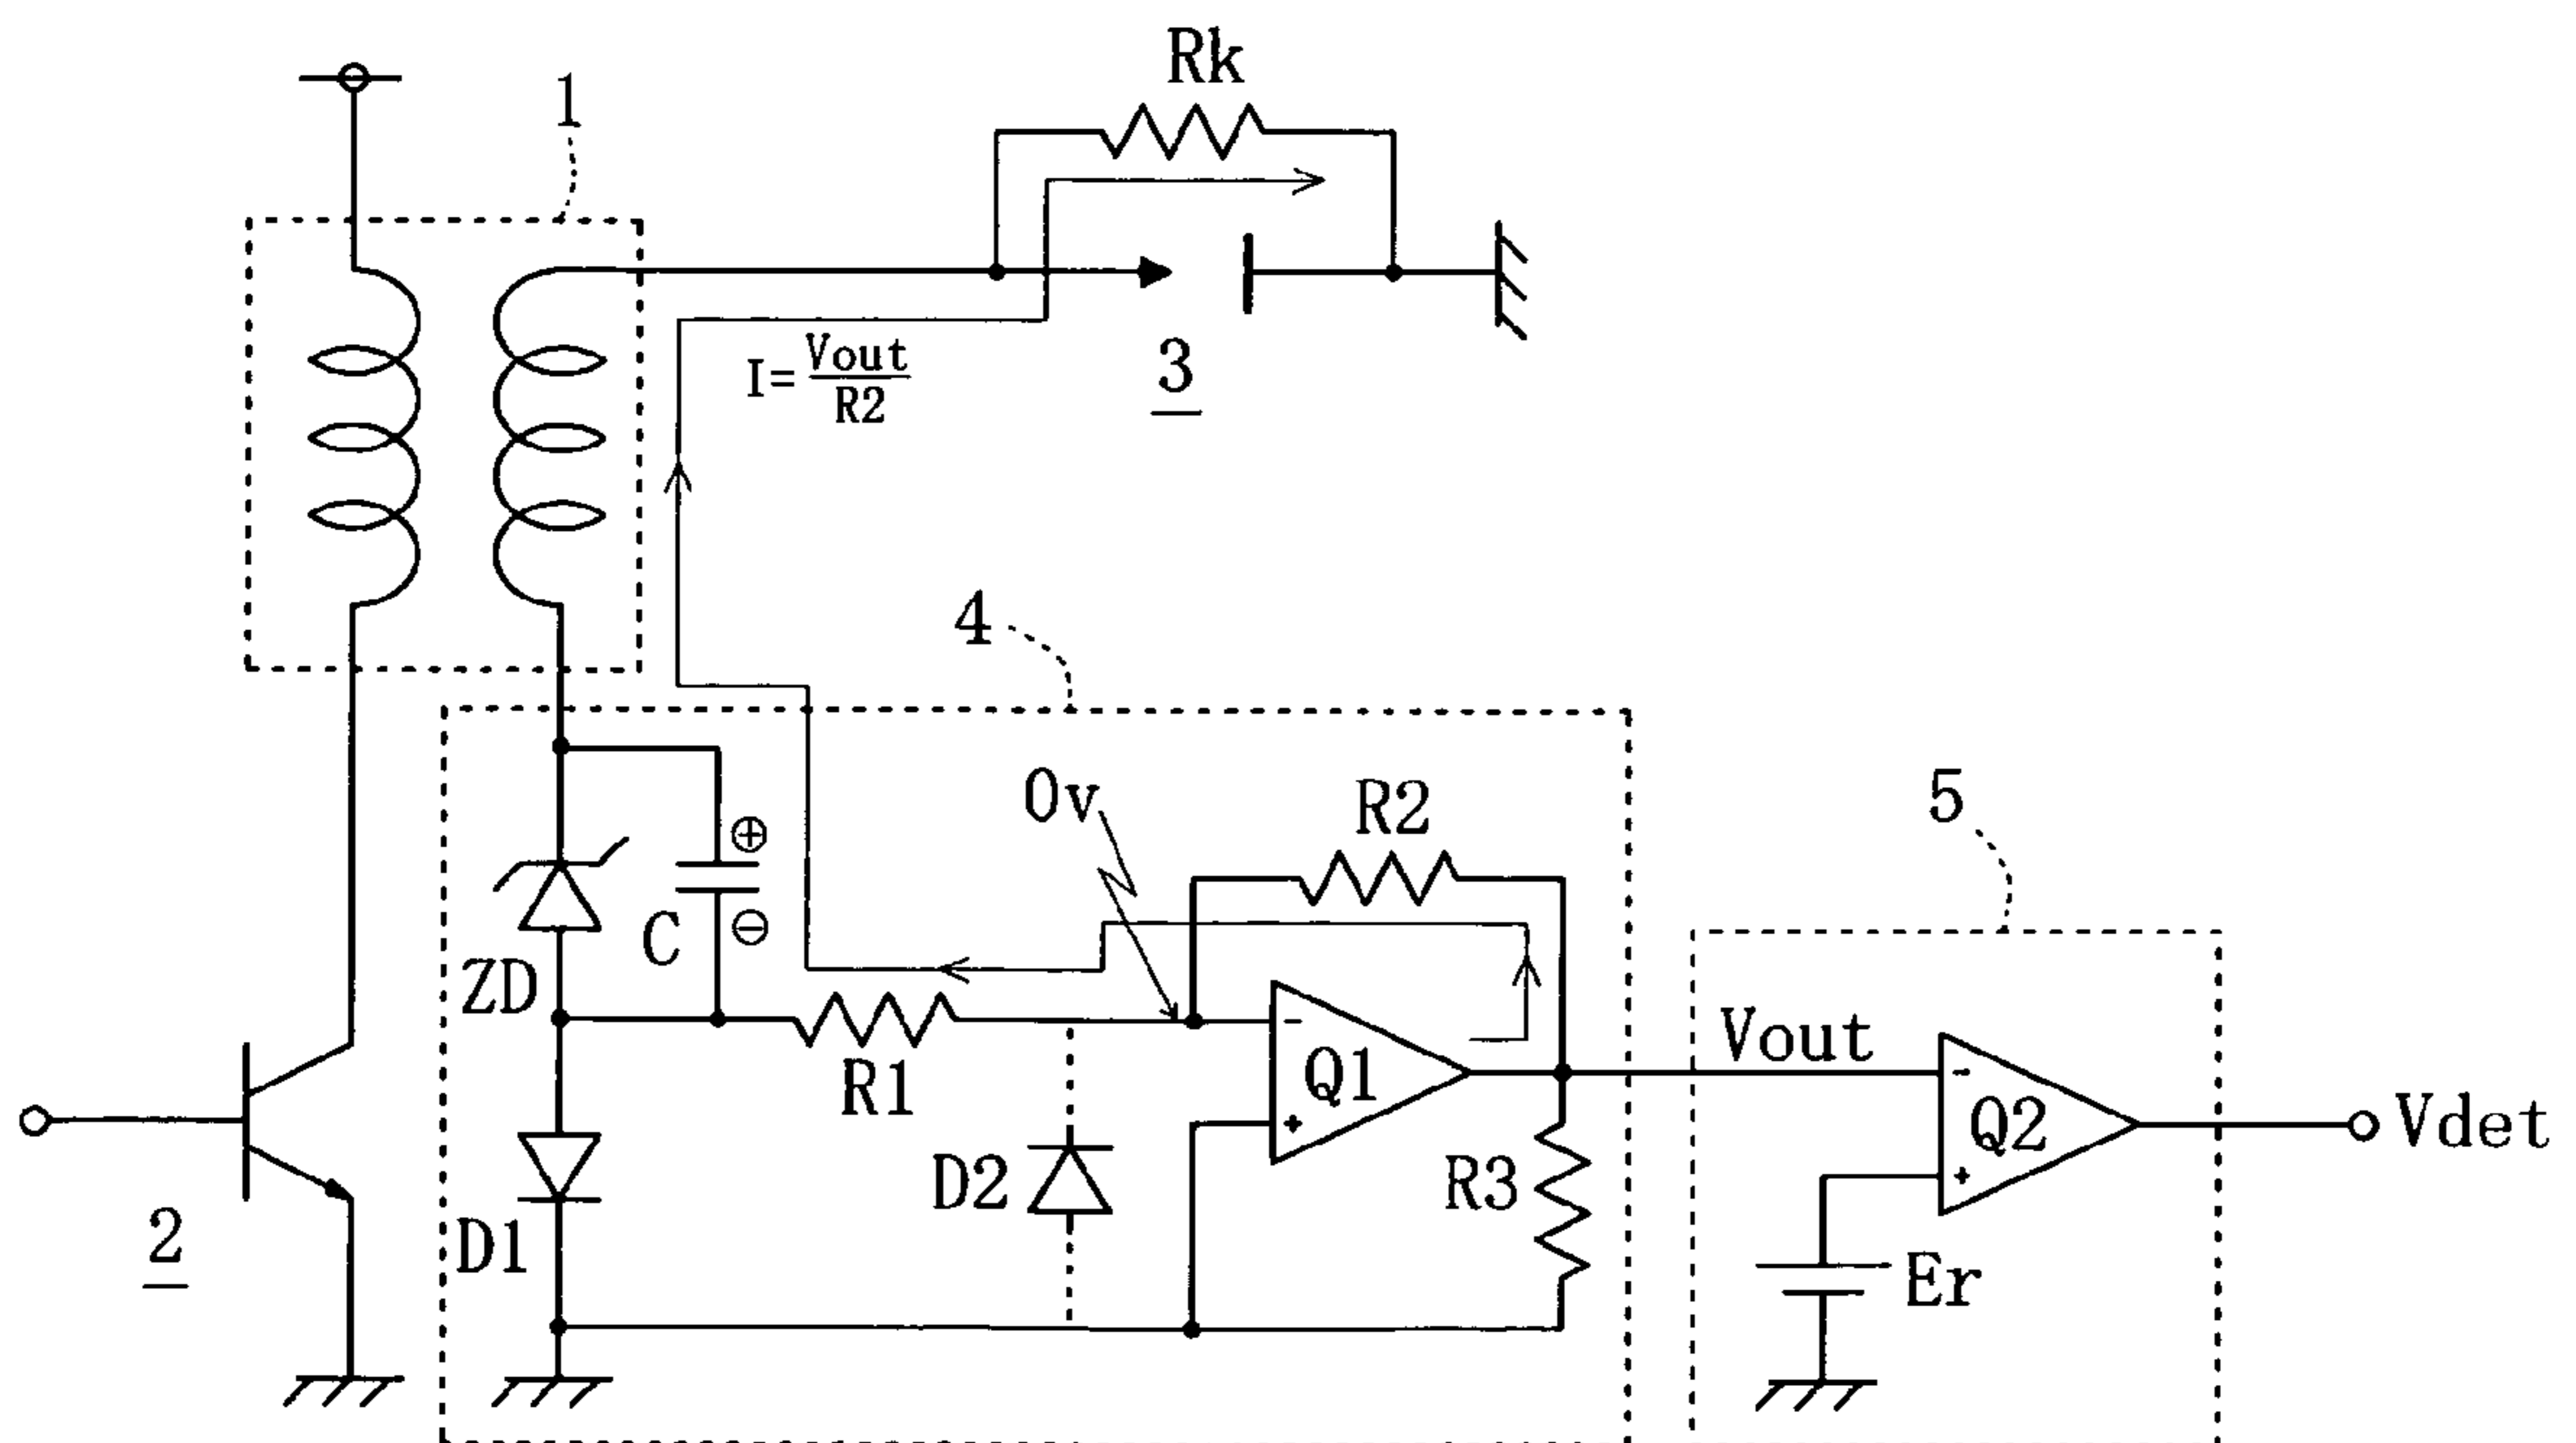 Rk
1
I=Vout/R2
3
4
0v
R2
5
⊕
C
⊖
ZD
Vout
R1
Q1
Q2
Vdet
-
+
-
+
D2
R3
2
D1
Er